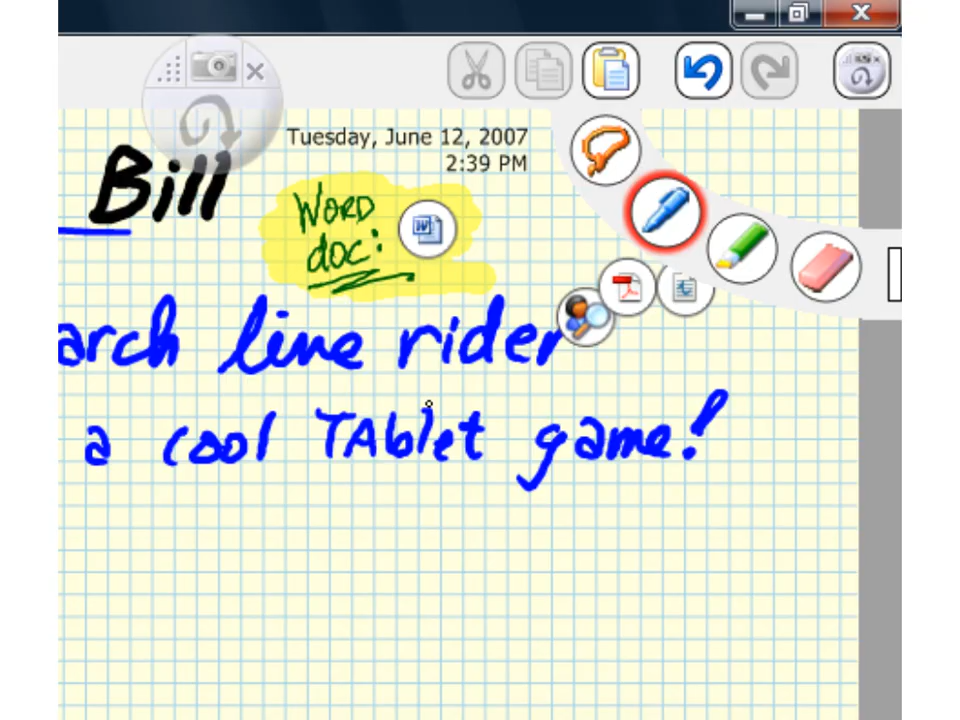 Tuesday, June 12, 2007
2:39 PM
Bill
WORD
doc:
arch line rider
a cool TAblet game!